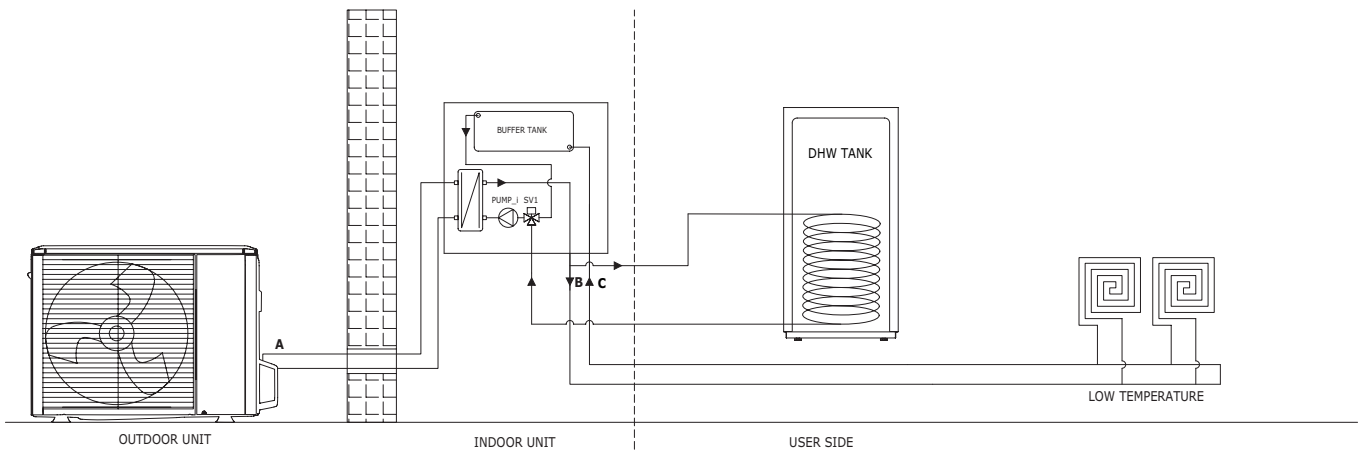 BUFFER TANK
DHW TANK
PUMP_i SV1
B C
A
LOW TEMPERATURE
OUTDOOR UNIT
INDOOR UNIT
USER SIDE